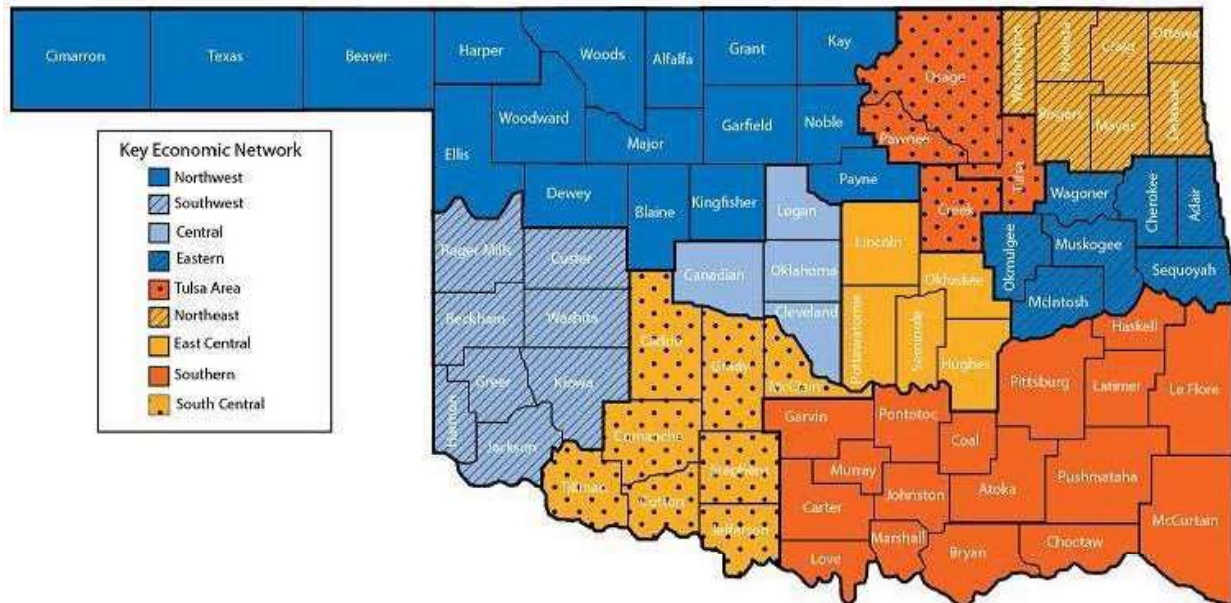 Cimarron
Texas
Beaver
Harper
Woods
Alfalfa
Grant
Kay
Osage
Washington
Nowata
Craig
Ottawa
Woodward
Ellis
Major
Garfield
Noble
Pawnee
Tulsa
Rogers
Mayes
Delaware
Key Economic Network
Northwest
Southwest
Central
Eastern
Tulsa Area
Northeast
East Central
Southern
South Central
Dewey
Blaine
Kingfisher
Logan
Payne
Creek
Wagoner
Cherokee
Adair
Roger Mills
Custer
Canadian
Oklahoma
Lincoln
Okfuskee
Okmulgee
Muskogee
Sequoyah
McIntosh
Beckham
Washita
Caddo
Grady
Cleveland
McClain
Pottawatomie
Seminole
Hughes
Haskell
Pittsburg
Latimer
Le Flore
Harmon
Greer
Kiowa
Jackson
Comanche
Tillman
Cotton
Stephens
Jefferson
Garvin
Pontotoc
Coal
Murray
Carter
Johnston
Atoka
Pushmataha
McCurtain
Love
Marshall
Bryan
Choctaw